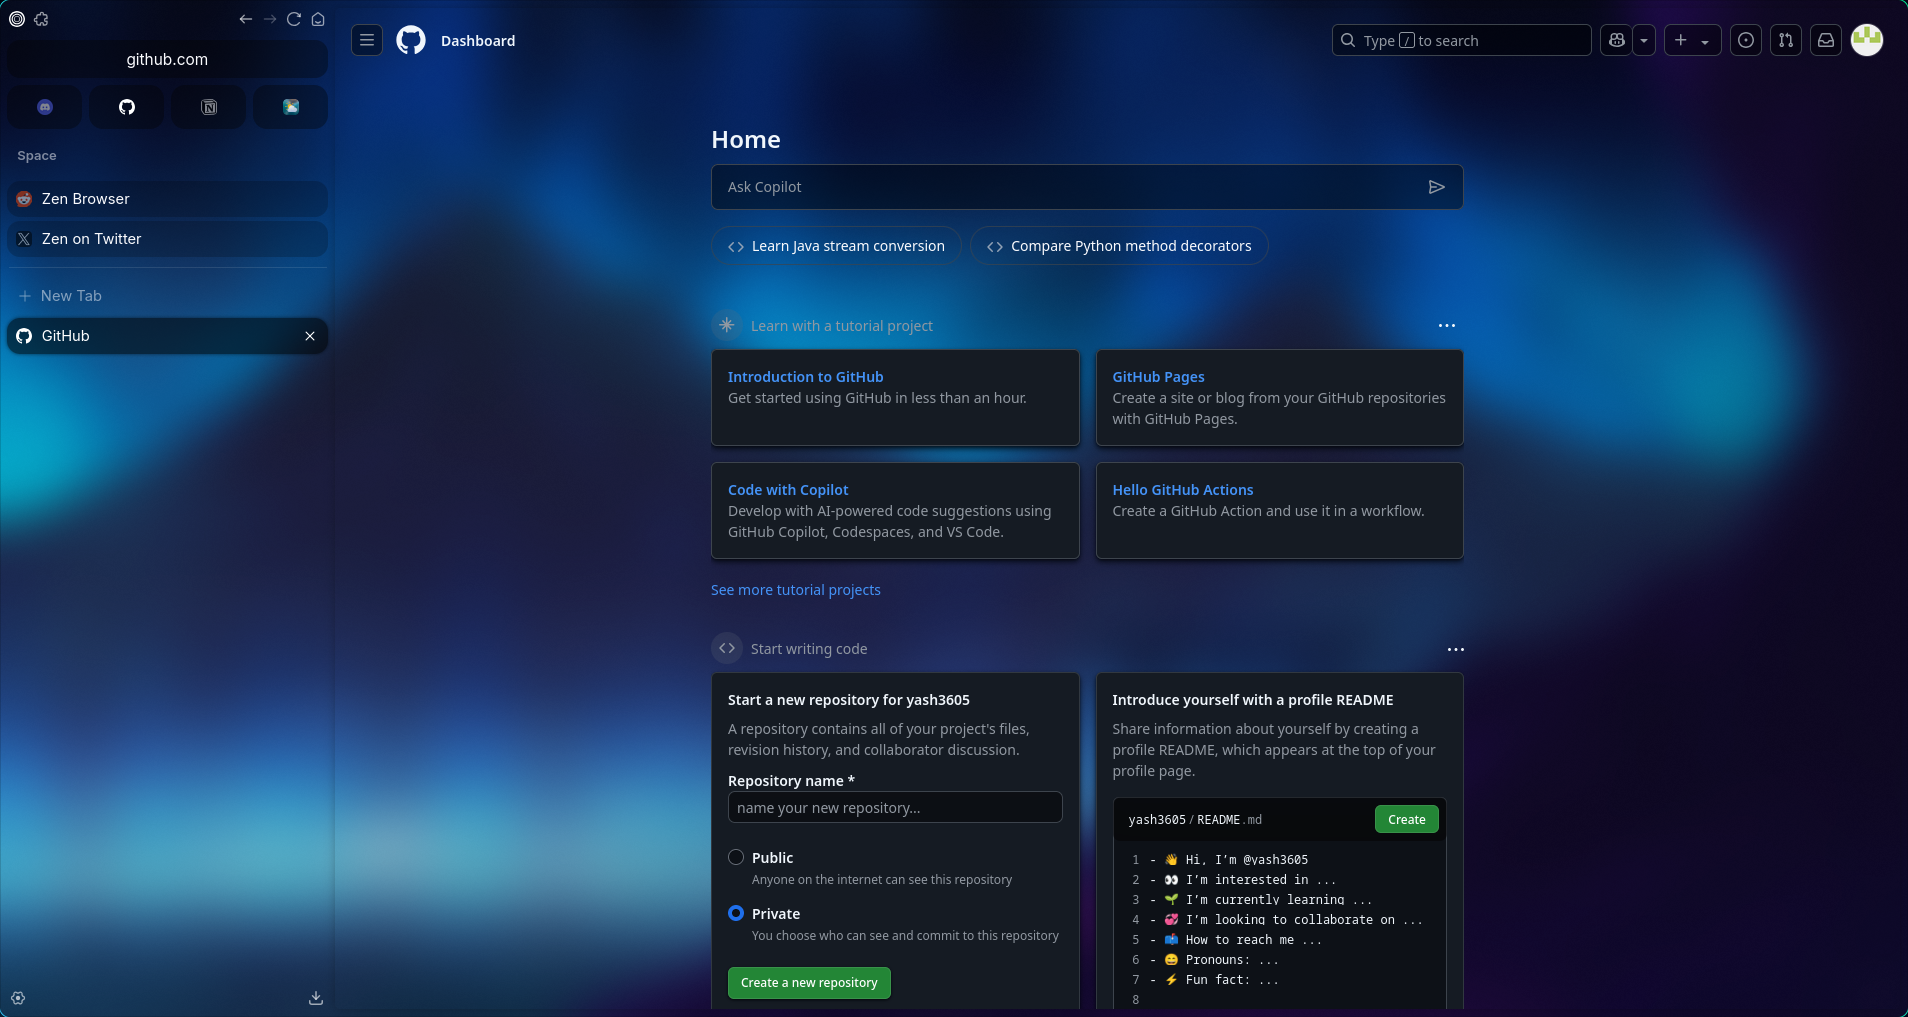 github.com
Space
Zen Browser
Zen on Twitter
New Tab
GitHub
Dashboard
Type / to search
Home
Ask Copilot
Learn Java stream conversion
Compare Python method decorators
Learn with a tutorial project
Introduction to GitHub
Get started using GitHub in less than an hour.
GitHub Pages
Create a site or blog from your GitHub repositories
with GitHub Pages.
Code with Copilot
Develop with AI-powered code suggestions using
GitHub Copilot, Codespaces, and VS Code.
Hello GitHub Actions
Create a GitHub Action and use it in a workflow.
See more tutorial projects
Start writing code
Start a new repository for yash3605
A repository contains all of your project's files,
revision history, and collaborator discussion.
Repository name *
name your new repository...
Public
Anyone on the internet can see this repository
Private
You choose who can see and commit to this repository
Create a new repository
Introduce yourself with a profile README
Share information about yourself by creating a
profile README, which appears at the top of your
profile page.
yash3605 / README.md
Create
1 - 👋 Hi, I’m @yash3605
2 - 👀 I’m interested in ...
3 - 🌱 I’m currently learning ...
4 - 💞️ I’m looking to collaborate on ...
5 - 📫 How to reach me ...
6 - 😄 Pronouns: ...
7 - ⚡ Fun fact: ...
8